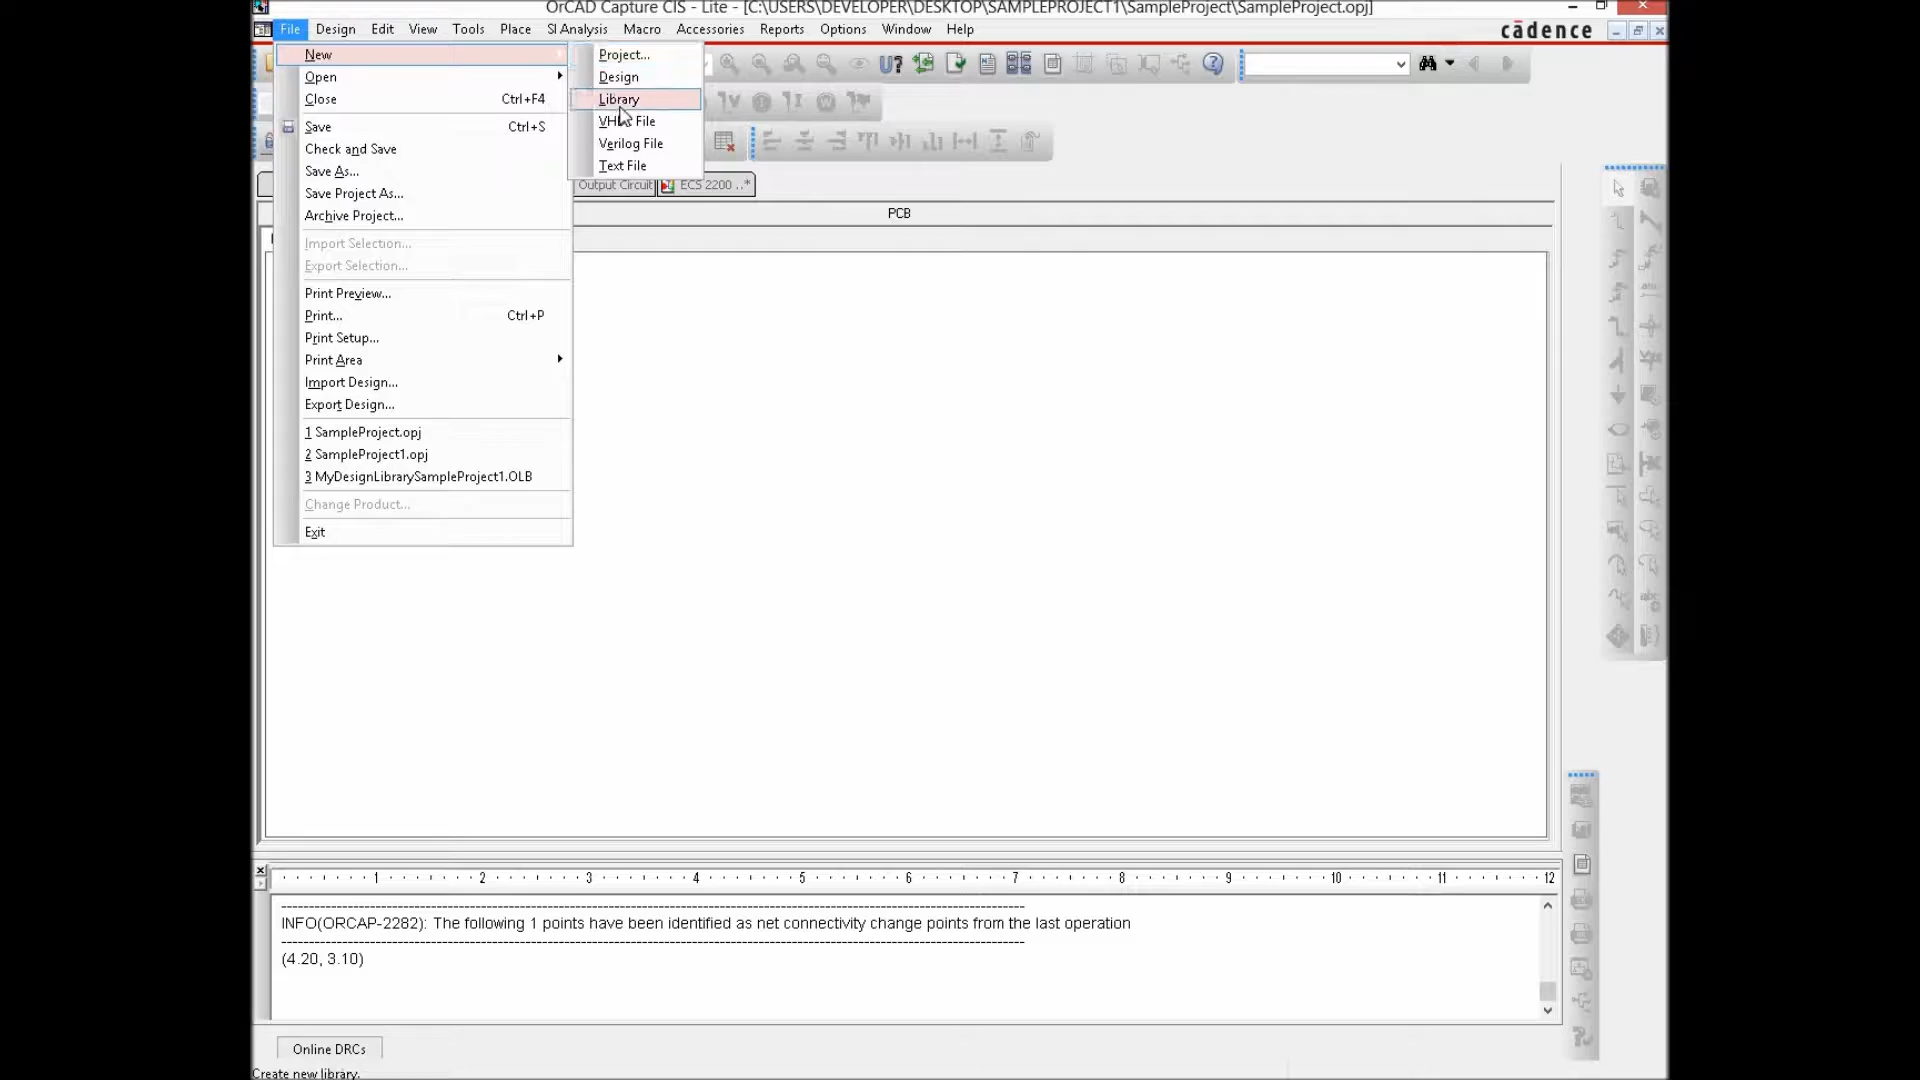 OrCAD Capture CIS - Lite - [C:\USERS\DEVELOPER\DESKTOP\SAMPLEPROJECT1\SampleProject\SampleProject.opj]
File Design Edit View Tools Place SI Analysis Macro Accessories Reports Options Window Help cādence
New
Project...
Open
Design
Close Ctrl+F4
Library
Save Ctrl+S
File
Check and Save
Verilog File
Save As...
Text File
Save Project As...
Output Circuit
ECS 2200 ..*
Archive Project...
PCB
Import Selection...
Export Selection...
Print Preview...
Print... Ctrl+P
Print Setup...
Print Area
Import Design...
Export Design...
1 SampleProject.opj
2 SampleProject1.opj
3 MyDesignLibrarySampleProject1.OLB
Change Product...
Exit
1 2 3 4 5 6 7 8 9 10 11 12
INFO(ORCAP-2282): The following 1 points have been identified as net connectivity change points from the last operation
(4.20, 3.10)
Online DRCs
Create new library.